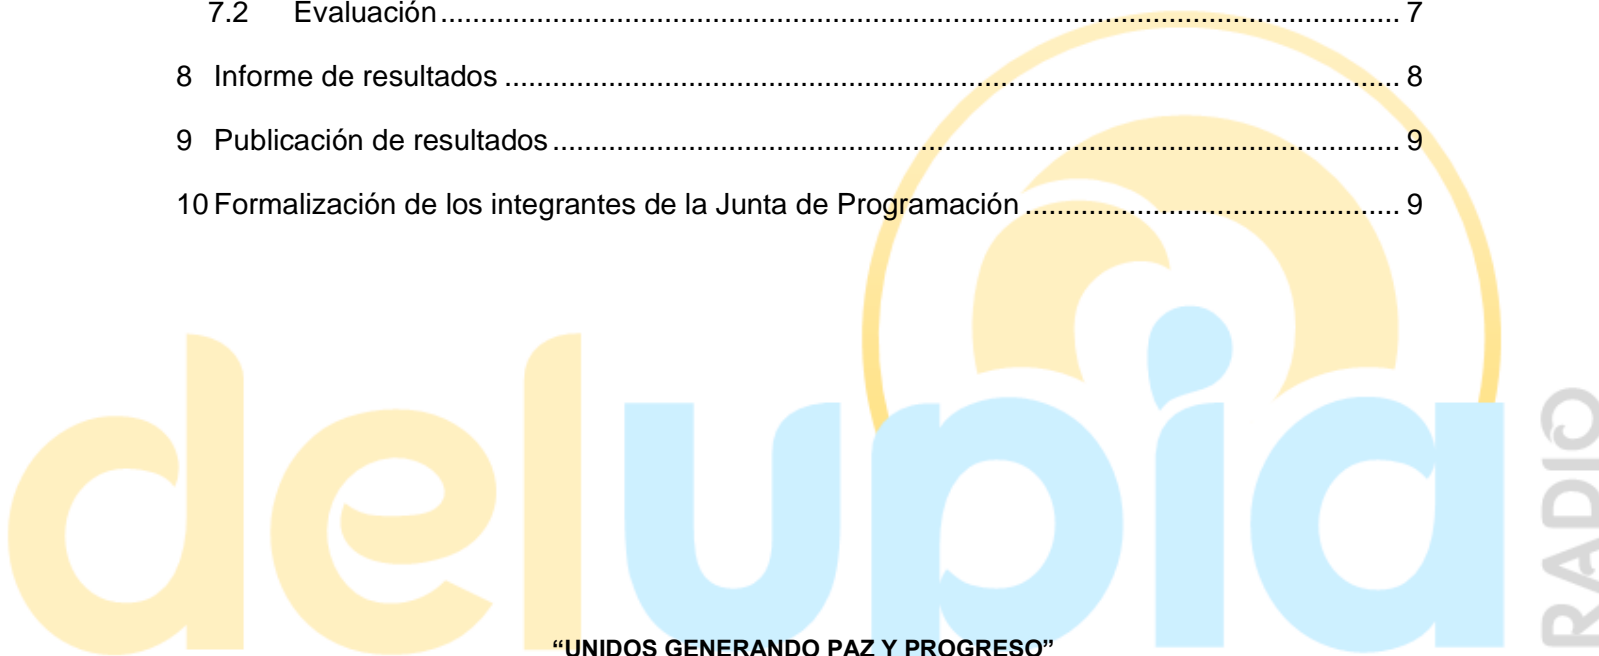 7.2 Evaluación ........................................................................................................................ 7
8 Informe de resultados ................................................................................................................ 8
9 Publicación de resultados .......................................................................................................... 9
10 Formalización de los integrantes de la Junta de Programación ............................................... 9
delupía
RADIO
“UNIDOS GENERANDO PAZ Y PROGRESO”